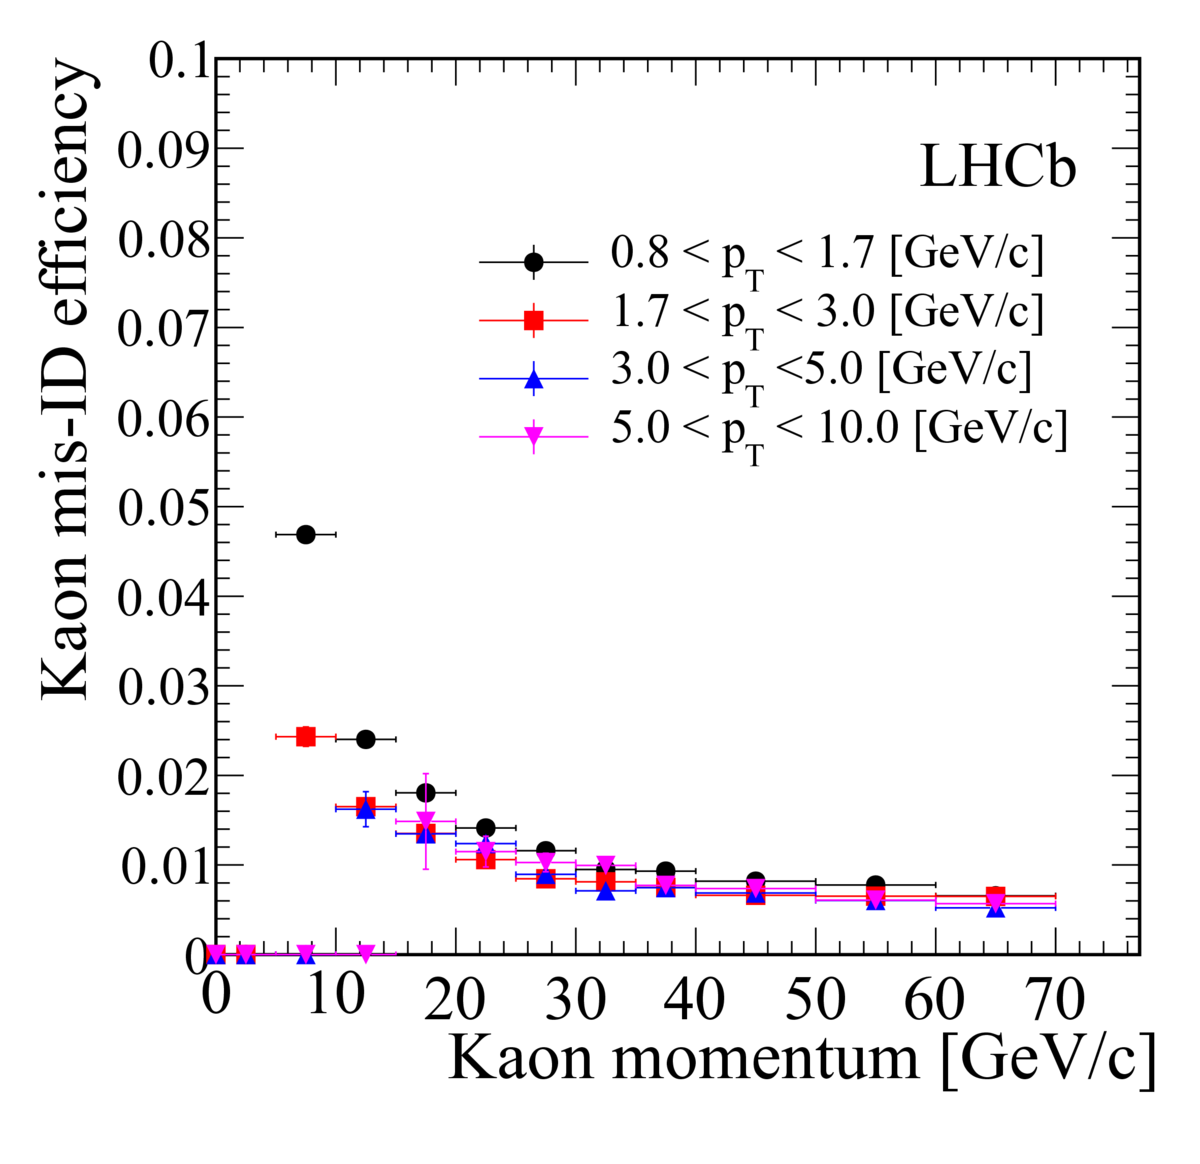 Kaon mis-ID efficiency
0.1
0.09
0.08
0.07
0.06
0.05
0.04
0.03
0.02
0.01
0
LHCb
0.8 < p_T < 1.7 [GeV/c]
1.7 < p_T < 3.0 [GeV/c]
3.0 < p_T <5.0 [GeV/c]
5.0 < p_T < 10.0 [GeV/c]
0 10 20 30 40 50 60 70
Kaon momentum [GeV/c]